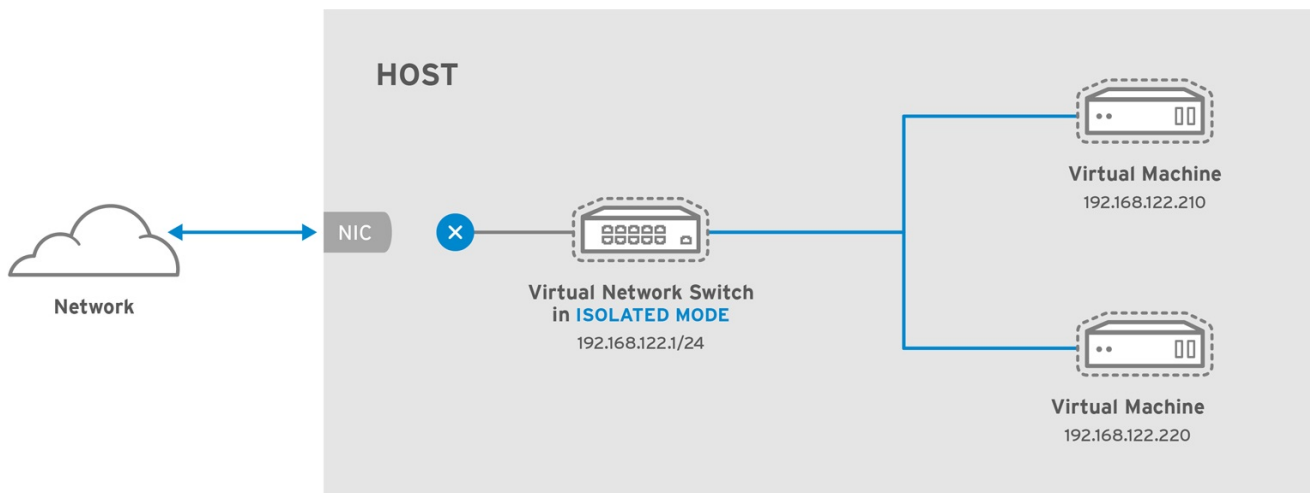 HOST
Virtual Machine
192.168.122.210
NIC
Network
Virtual Network Switch
in ISOLATED MODE
192.168.122.1/24
Virtual Machine
192.168.122.220